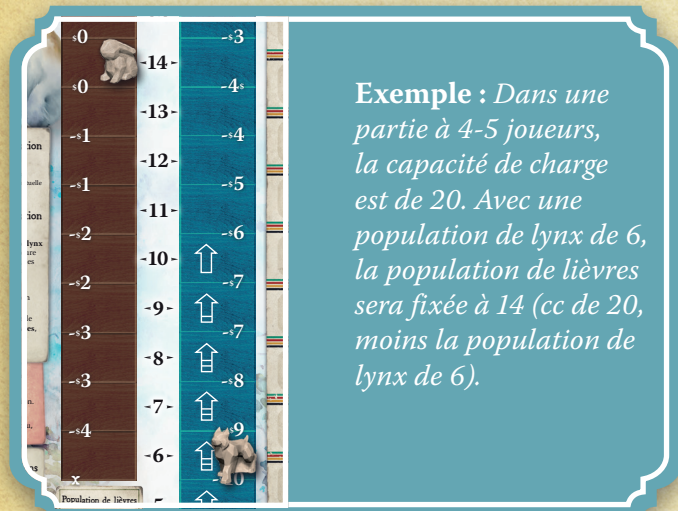 $0 -$3
-14-
$0 -4$
-13-
-$1 -$4
-12-
-$1 -$5
-11-
-$2 -$6
-10-
-$2 -$7
-9-
-$3 -$7
-8-
-$3 -$8
-7-
-$4 $9
-6-
x
Population de lièvres
Exemple : Dans une
partie à 4-5 joueurs,
la capacité de charge
est de 20. Avec une
population de lynx de 6,
la population de lièvres
sera fixée à 14 (cc de 20,
moins la population de
lynx de 6).